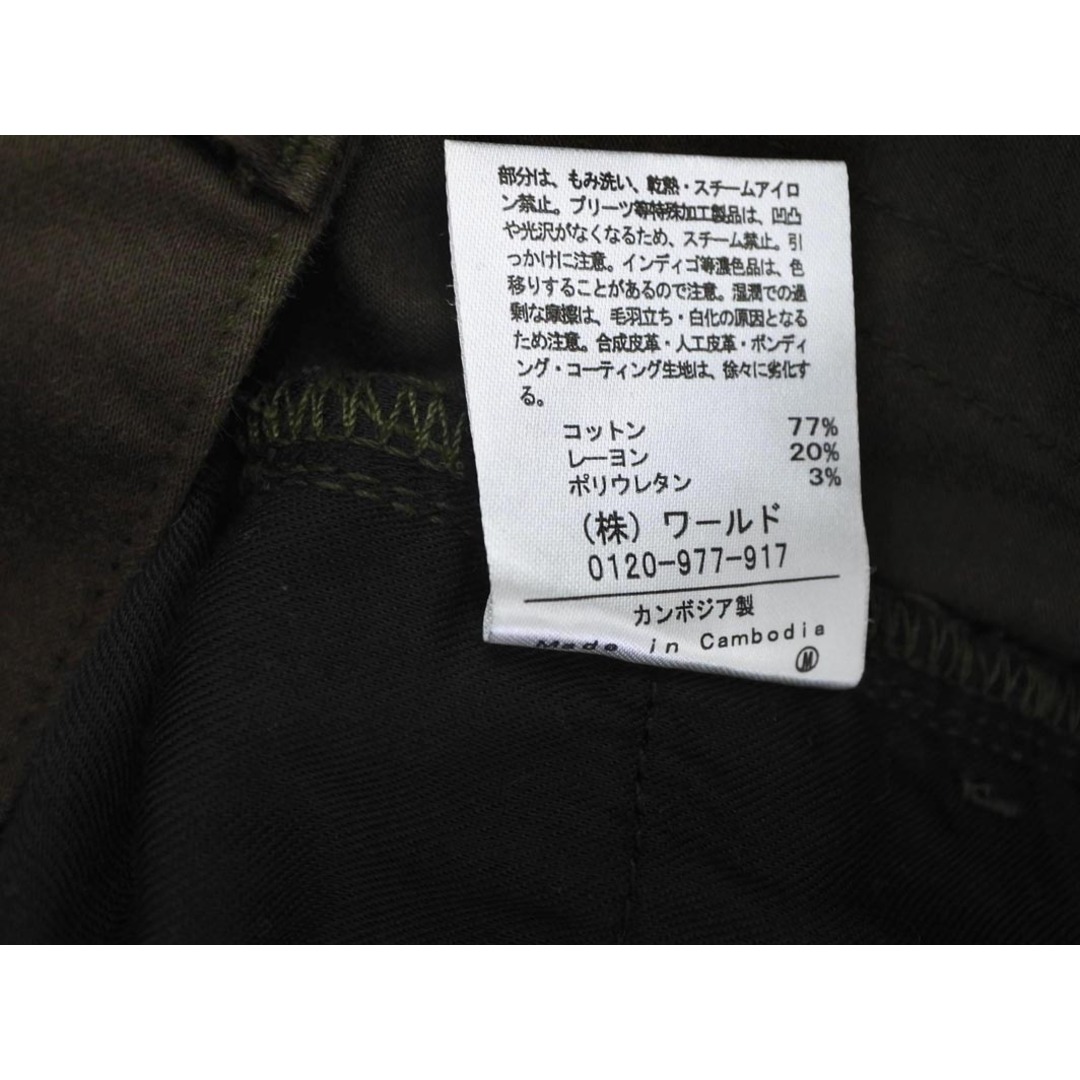 部分は、もみ洗い、乾熱・スチームアイロ
ン禁止。プリーツ等特殊加工製品は、凹凸
や光沢がなくなるため、スチーム禁止。引
っかけに注意。インディゴ等濃色品は、色
移りすることがあるので注意。湿潤での過
剰な摩擦は、毛羽立ち・白化の原因となる
ため注意。合成皮革・人工皮革・ボンディ
ング・コーティング生地は、徐々に劣化す
る。
コットン 77%
レーヨン 20%
ポリウレタン 3%
(株) ワールド
0120-977-917
カンボジア製
Made in Cambodia
M